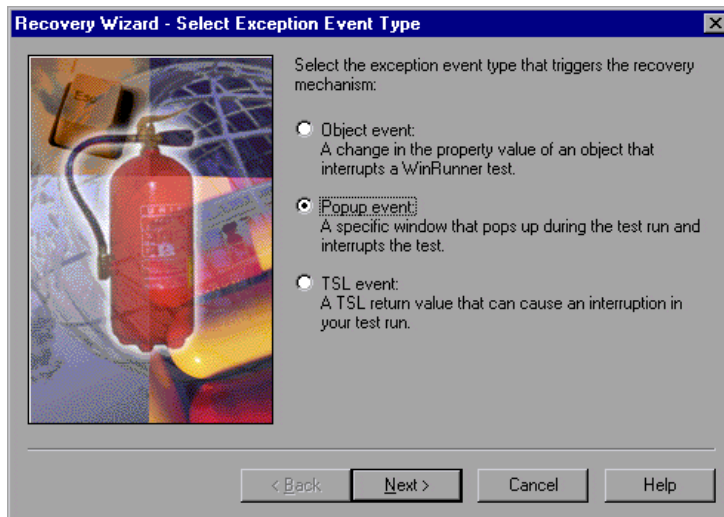 Recovery Wizard - Select Exception Event Type
Select the exception event type that triggers the recovery
mechanism:
Object event:
A change in the property value of an object that
interrupts a WinRunner test.
Popup event:
A specific window that pops up during the test run and
interrupts the test.
TSL event:
A TSL return value that can cause an interruption in
your test run.
Esc
< Back
Next >
Cancel
Help